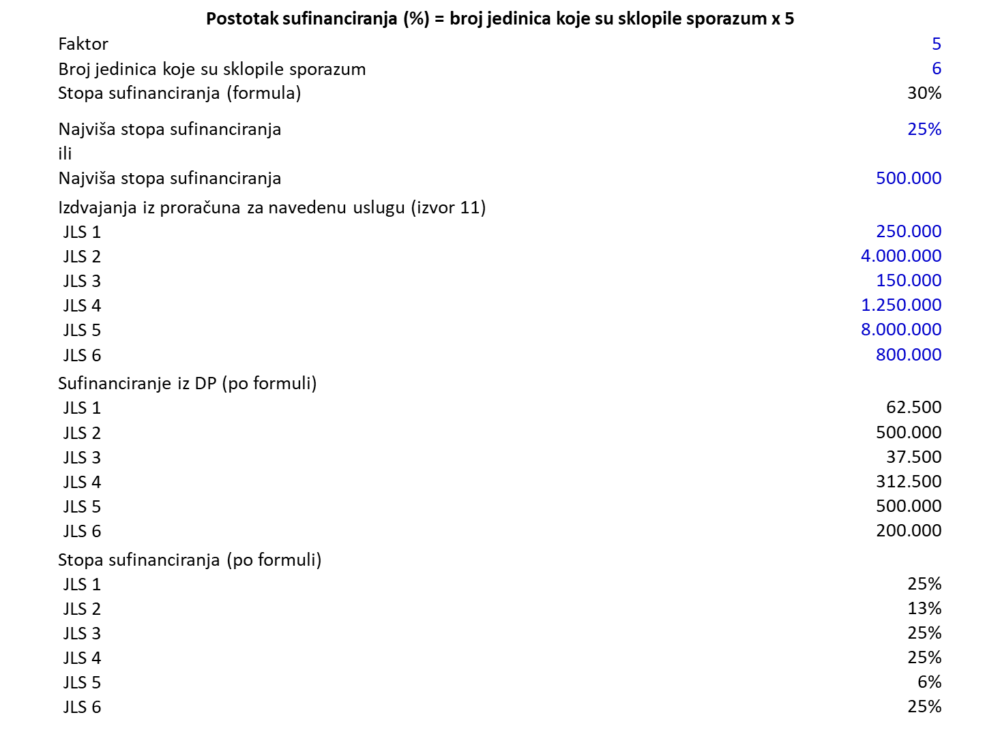 Postotak sufinanciranja (%) = broj jedinica koje su sklopile sporazum x 5
Faktor 5
Broj jedinica koje su sklopile sporazum 6
Stopa sufinanciranja (formula) 30%
Najviša stopa sufinanciranja 25%
ili
Najviša stopa sufinanciranja 500.000
Izdvajanja iz proračuna za navedenu uslugu (izvor 11)
JLS 1 250.000
JLS 2 4.000.000
JLS 3 150.000
JLS 4 1.250.000
JLS 5 8.000.000
JLS 6 800.000
Sufinanciranje iz DP (po formuli)
JLS 1 62.500
JLS 2 500.000
JLS 3 37.500
JLS 4 312.500
JLS 5 500.000
JLS 6 200.000
Stopa sufinanciranja (po formuli)
JLS 1 25%
JLS 2 13%
JLS 3 25%
JLS 4 25%
JLS 5 6%
JLS 6 25%